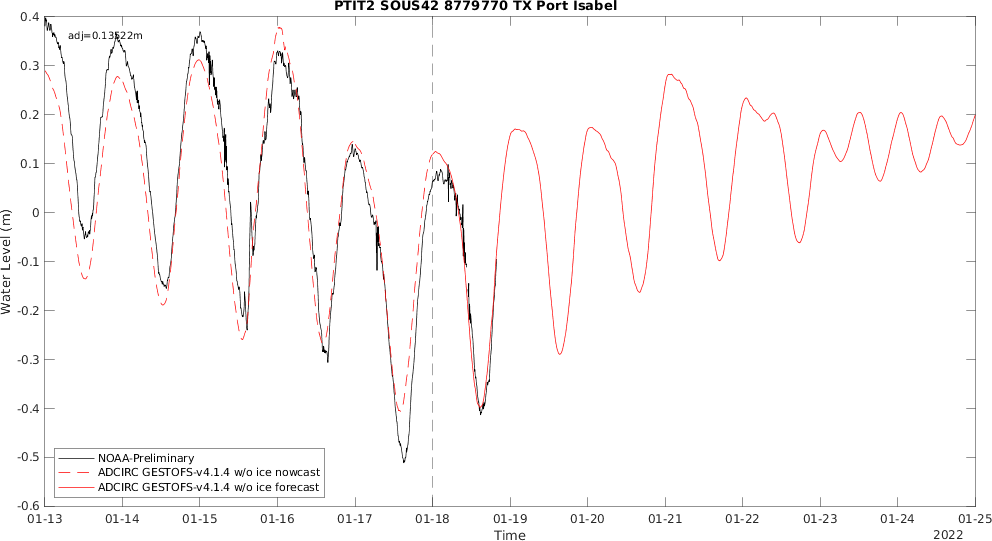 PTIT2 SOUS42 8779770 TX Port Isabel
adj=0.13522m
0.4
0.3
0.2
0.1
0
-0.1
-0.2
-0.3
-0.4
-0.5
-0.6
Water Level (m)
NOAA-Preliminary
ADCIRC GESTOFS-v4.1.4 w/o ice nowcast
ADCIRC GESTOFS-v4.1.4 w/o ice forecast
01-13 01-14 01-15 01-16 01-17 01-18 01-19 01-20 01-21 01-22 01-23 01-24 01-25
Time
2022